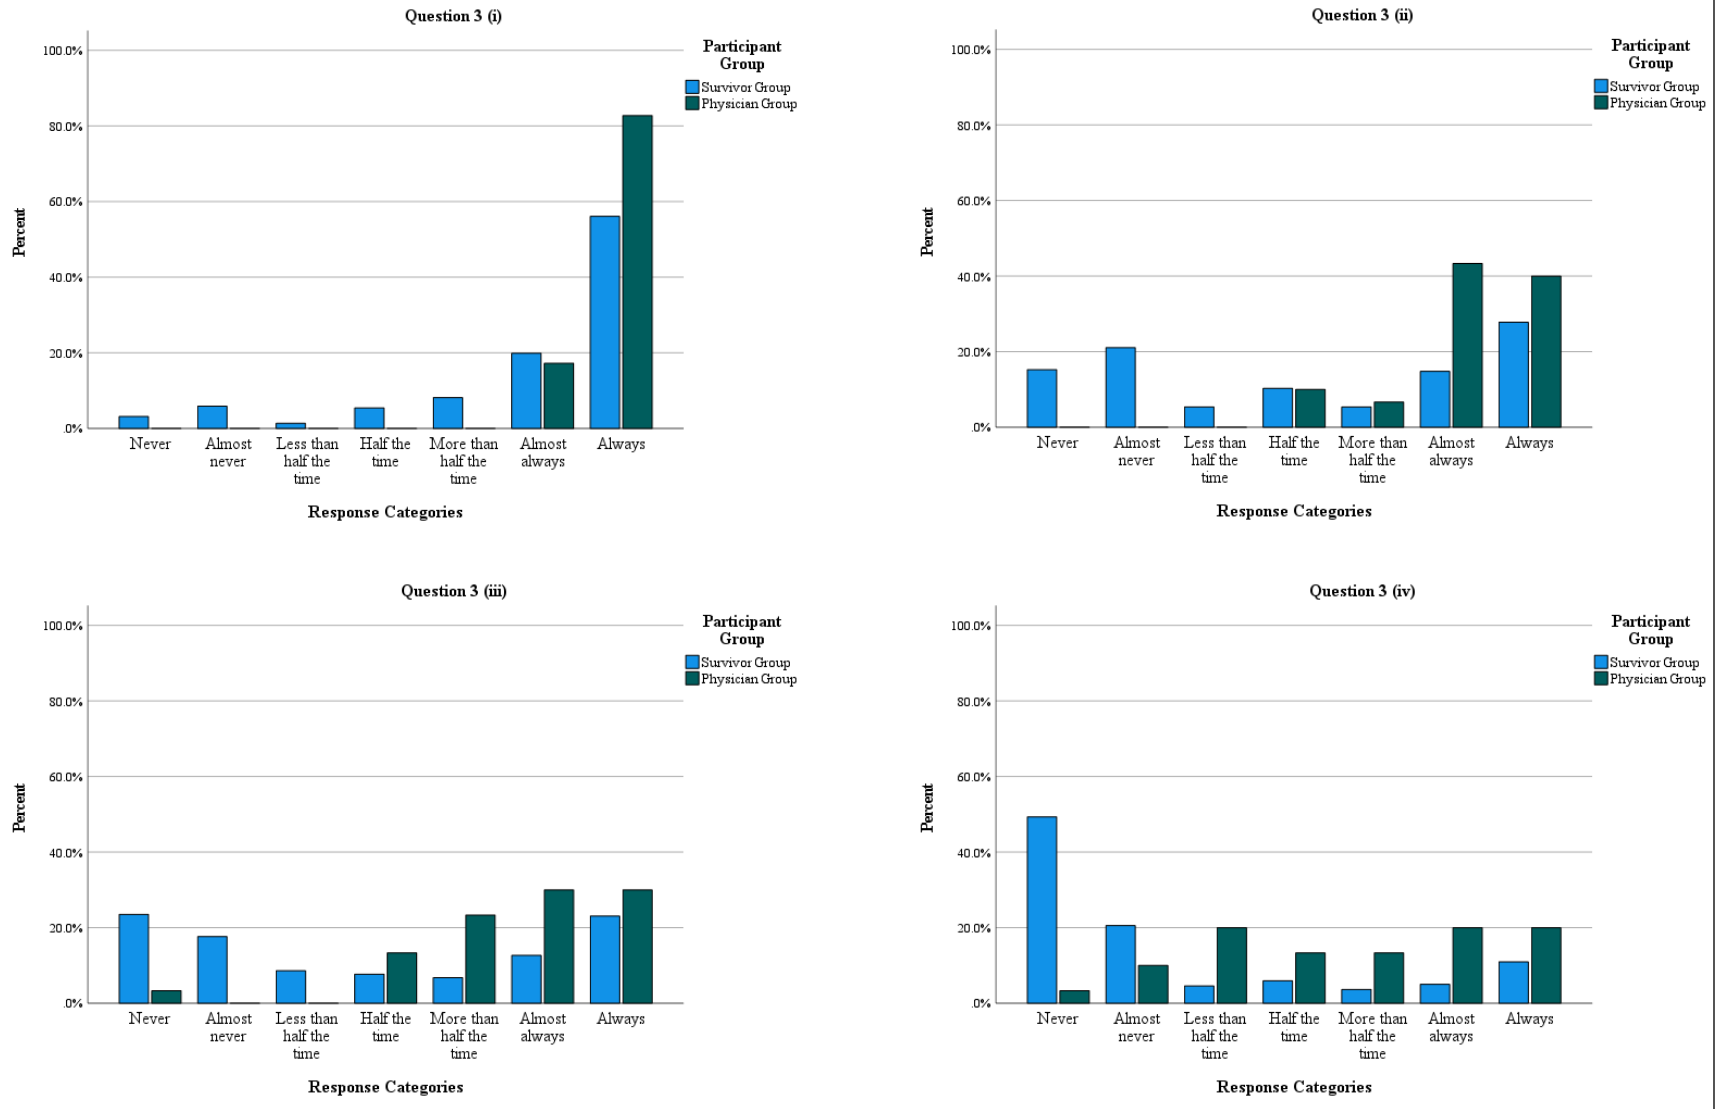 Question 3 (i)
Participant
Group
Survivor Group
Physician Group
100.0%
80.0%
60.0%
40.0%
20.0%
.0%
Percent
Never
Almost
never
Less than
half the
time
Half the
time
More than
half the
time
Almost
always
Always
Response Categories
Question 3 (ii)
Participant
Group
Survivor Group
Physician Group
100.0%
80.0%
60.0%
40.0%
20.0%
.0%
Percent
Never
Almost
never
Less than
half the
time
Half the
time
More than
half the
time
Almost
always
Always
Response Categories
Question 3 (iii)
Participant
Group
Survivor Group
Physician Group
100.0%
80.0%
60.0%
40.0%
20.0%
.0%
Percent
Never
Almost
never
Less than
half the
time
Half the
time
More than
half the
time
Almost
always
Always
Response Categories
Question 3 (iv)
Participant
Group
Survivor Group
Physician Group
100.0%
80.0%
60.0%
40.0%
20.0%
.0%
Percent
Never
Almost
never
Less than
half the
time
Half the
time
More than
half the
time
Almost
always
Always
Response Categories